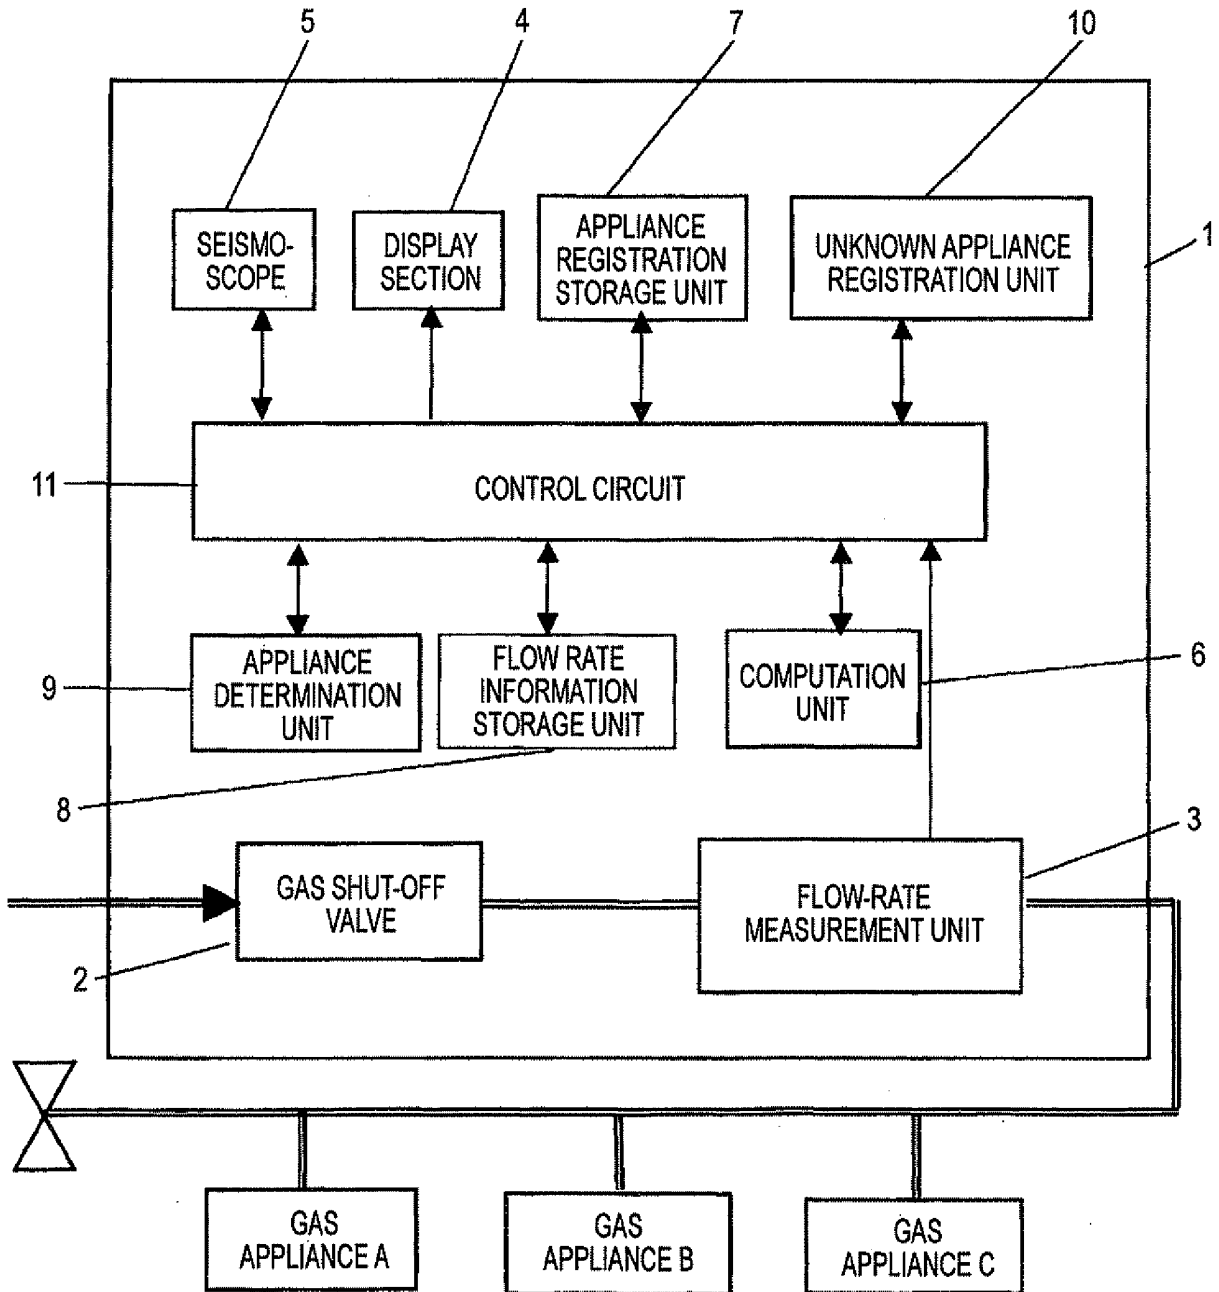 5
4
7
10
1
SEISMO-
SCOPE
DISPLAY
SECTION
APPLIANCE
REGISTRATION
STORAGE UNIT
UNKNOWN APPLIANCE
REGISTRATION UNIT
11
CONTROL CIRCUIT
9
APPLIANCE
DETERMINATION
UNIT
FLOW RATE
INFORMATION
STORAGE UNIT
COMPUTATION
UNIT
6
8
3
GAS SHUT-OFF
VALVE
FLOW-RATE
MEASUREMENT UNIT
2
GAS
APPLIANCE A
GAS
APPLIANCE B
GAS
APPLIANCE C